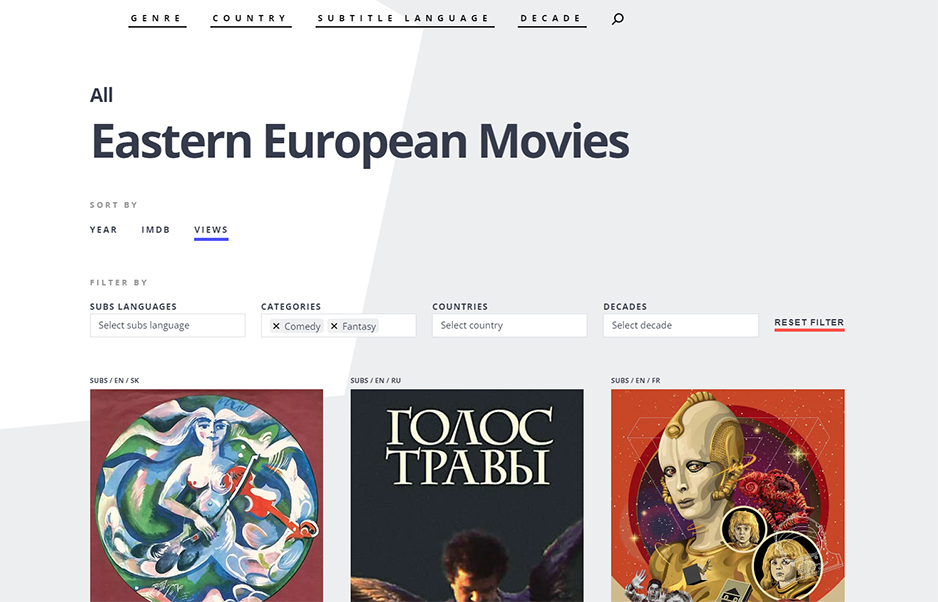 GENRE COUNTRY SUBTITLE LANGUAGE DECADE
All
Eastern European Movies
SORT BY
YEAR IMDB VIEWS
FILTER BY
SUBS LANGUAGES CATEGORIES COUNTRIES DECADES
Select subs language × Comedy × Fantasy Select country Select decade RESET FILTER
SUBS / EN / SK SUBS / EN / RU SUBS / EN / FR
ГОЛОС
ТРАВЫ